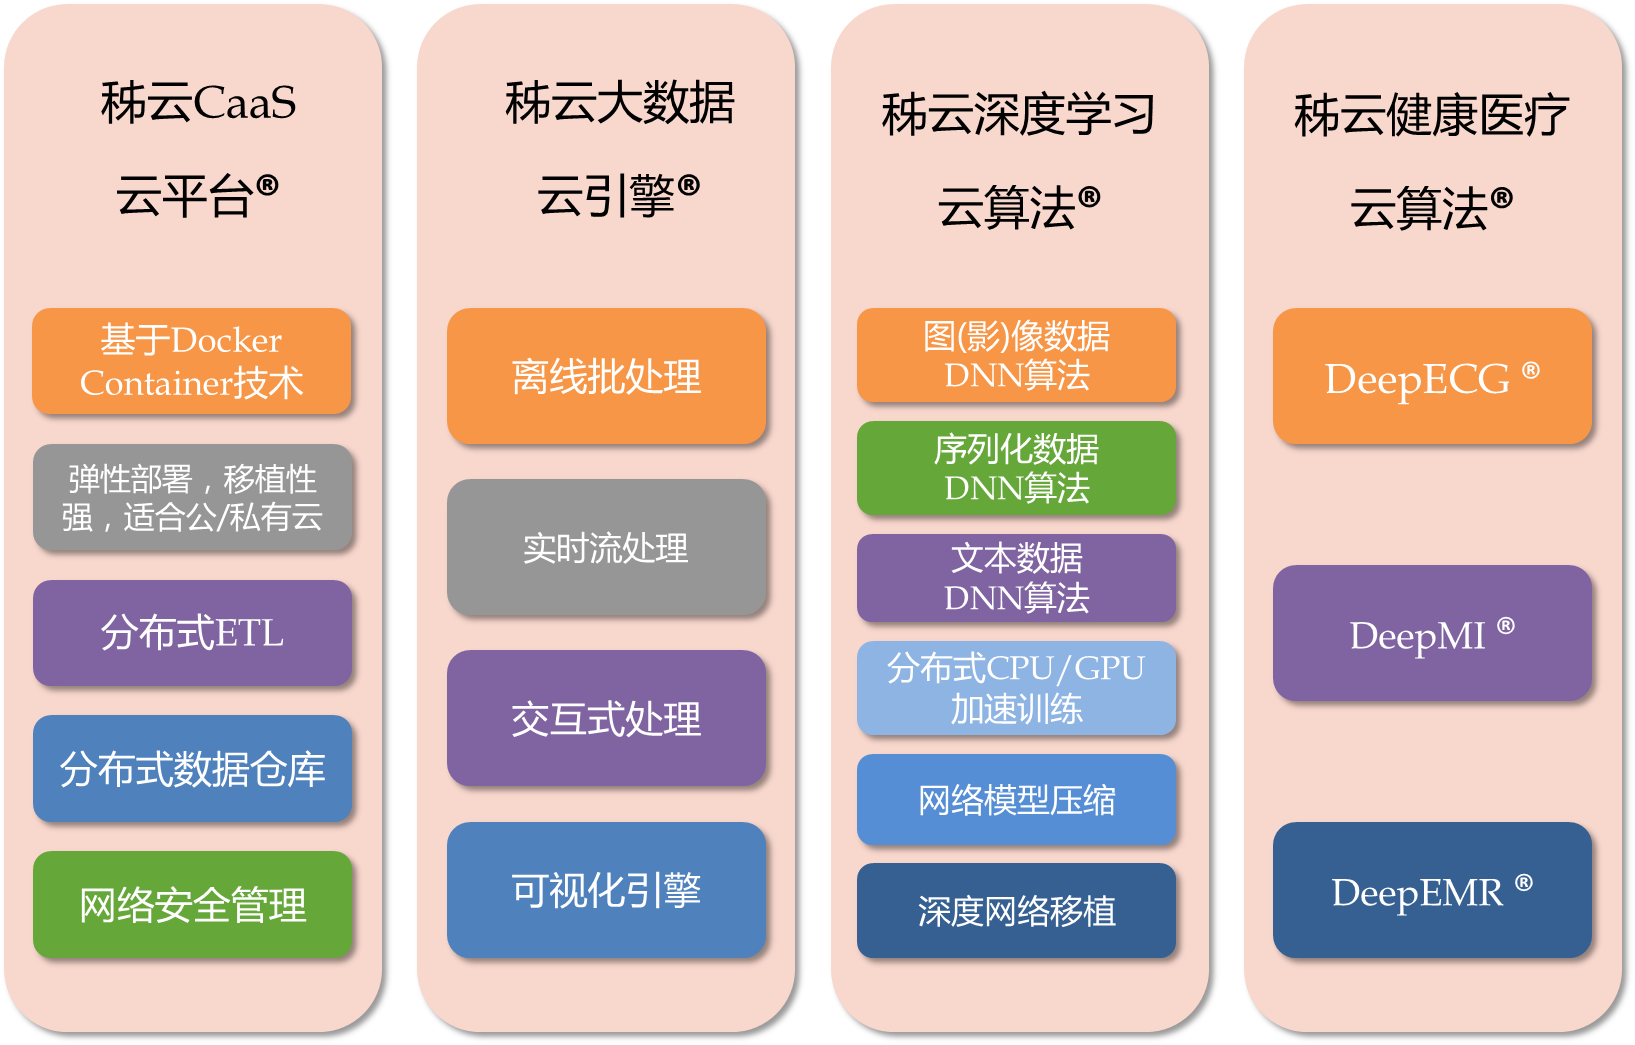 秭云CaaS
云平台®
基于Docker
Container技术
弹性部署，移植性
强，适合公/私有云
分布式ETL
分布式数据仓库
网络安全管理
秭云大数据
云引擎®
离线批处理
实时流处理
交互式处理
可视化引擎
秭云深度学习
云算法®
图(影)像数据
DNN算法
序列化数据
DNN算法
文本数据
DNN算法
分布式CPU/GPU
加速训练
网络模型压缩
深度网络移植
秭云健康医疗
云算法®
DeepECG ®
DeepMI ®
DeepEMR ®